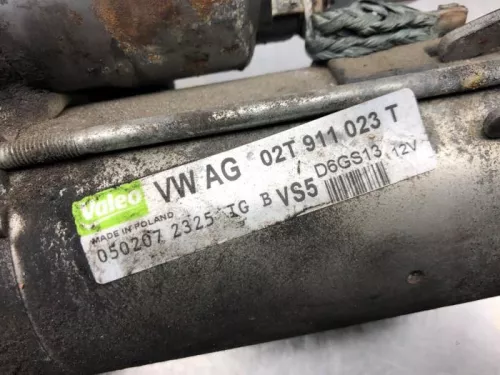 Valeo VW AG 02T 911 023 T
MADE IN POLAND / D6GS13 12V
050207 2325 IG B VS5